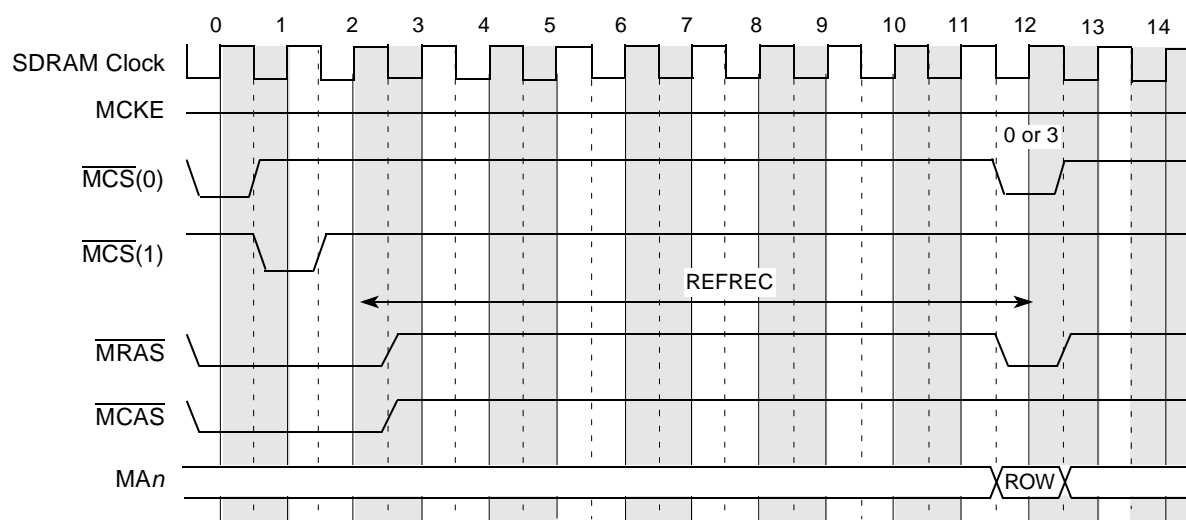 0 1 2 3 4 5 6 7 8 9 10 11 12 13 14
SDRAM Clock
MCKE
0 or 3
MCS(0)
MCS(1)
REFREC
MRAS
MCAS
MAn
ROW